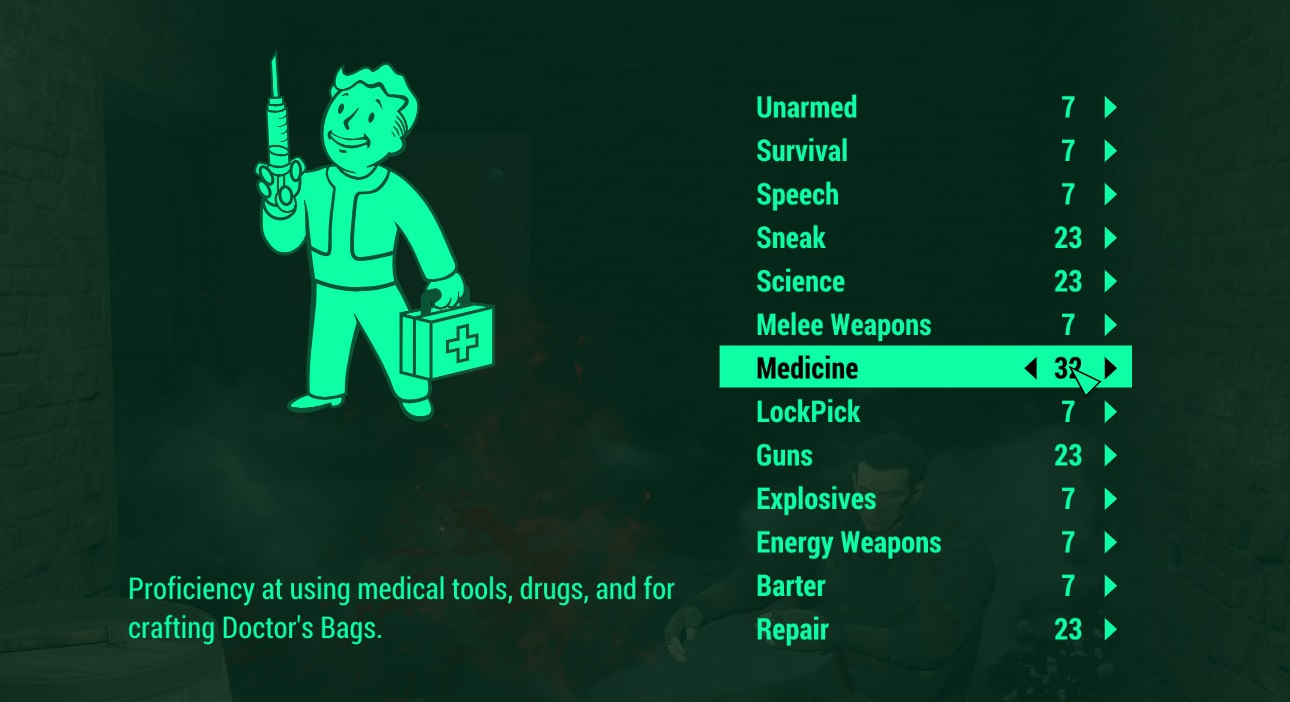 Unarmed 7
Survival 7
Speech 7
Sneak 23
Science 23
Melee Weapons 7
Medicine 32
LockPick 7
Guns 23
Explosives 7
Energy Weapons 7
Barter 7
Repair 23
Proficiency at using medical tools, drugs, and for
crafting Doctor's Bags.